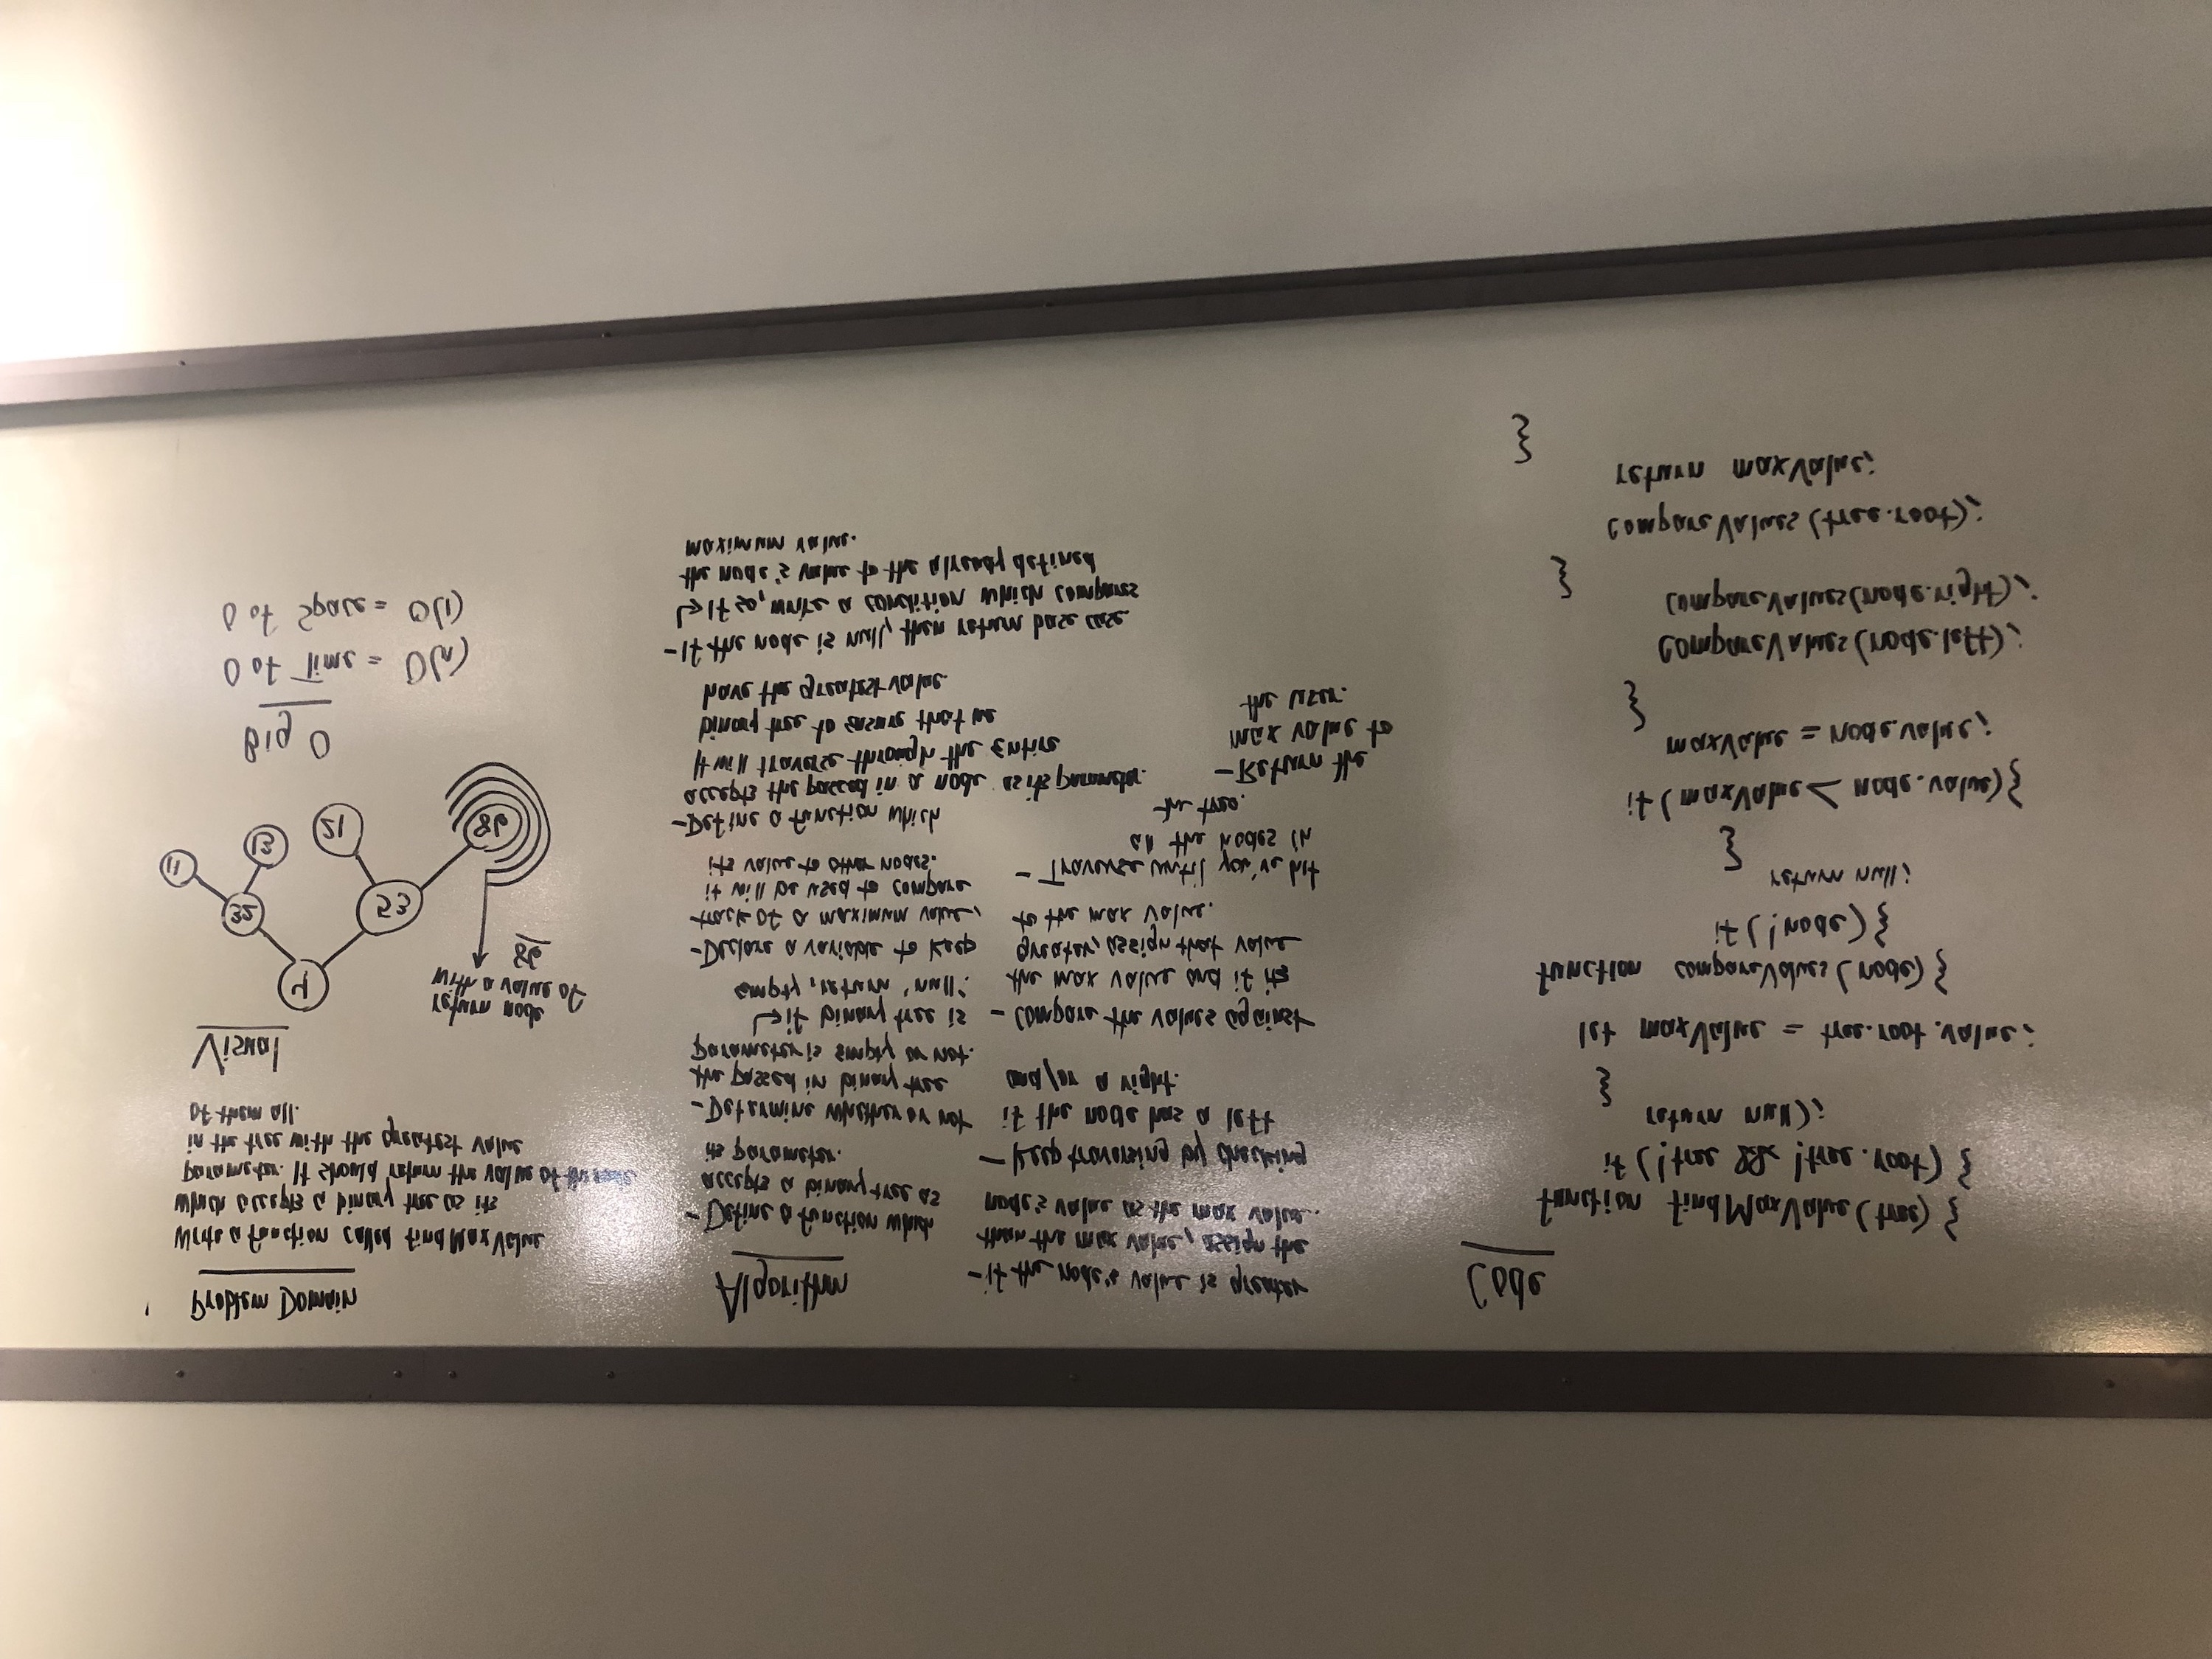 Problem Domain
Write a function called findMaxValue
which accepts a binary tree as its
parameter. It should return the value of the node
in the tree with the greatest value
of them all.
Visual
4
32
53
11
13
21
86
return node
with a value of
86
Big O
O of Time = O(n)
O of Space = O(1)
Algorithm
- Define a function which
accepts a binary tree as
its parameter.
- Determine whether or not
the passed in binary tree
parameter is empty or not.
↳ if binary tree is
empty, return 'null'.
- Declare a variable to keep
track of a maximum value,
it will be used to compare
its value to other nodes.
- Define a function which
accepts the passed in a node as its parameter.
It will traverse through the entire
binary tree to ensure that we
have the greatest value.
- If the node is null, then return base case
↳ If so, write a condition which compares
the node's value to the already defined
maximum value.
- if the node's value is greater
than the max value, assign the
node's value as the max value.
- Keep traversing by checking
if the node has a left
and/or a right.
- Compare the values against
the max value and if its
greater, assign that value
to the max value.
- Traverse until you've hit
all the nodes in
the tree.
- Return the
max value to
the user.
Code
function findMaxValue(tree) {
if (!tree && !tree.root) {
return null;
}
let maxValue = tree.root.value;
function compareValues(node) {
if (!node) {
return null;
}
if (maxValue < node.value) {
maxValue = node.value;
}
compareValues(node.left);
compareValues(node.right);
}
compareValues(tree.root);
return maxValue;
}